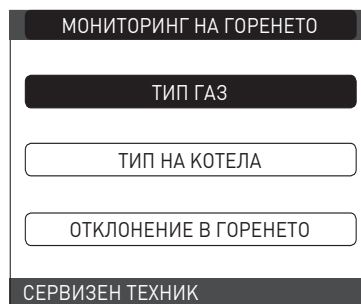 МОНИТОРИНГ НА ГОРЕНЕТО
ТИП ГАЗ
ТИП НА КОТЕЛА
ОТКЛОНЕНИЕ В ГОРЕНЕТО
СЕРВИЗЕН ТЕХНИК